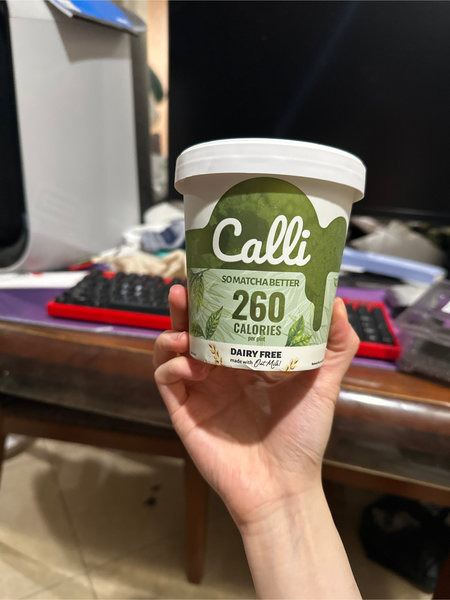 Calli
SO MATCHA BETTER
260
CALORIES
per pint
DAIRY FREE
made with Oat Milk!